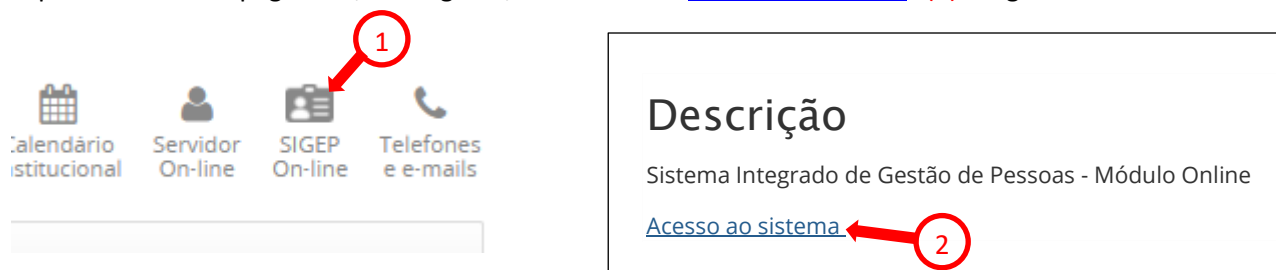 1
Calendário Servidor SIGEP Telefones
On-line On-line e e-mails
Descrição
Sistema Integrado de Gestão de Pessoas - Módulo Online
Acesso ao sistema
2